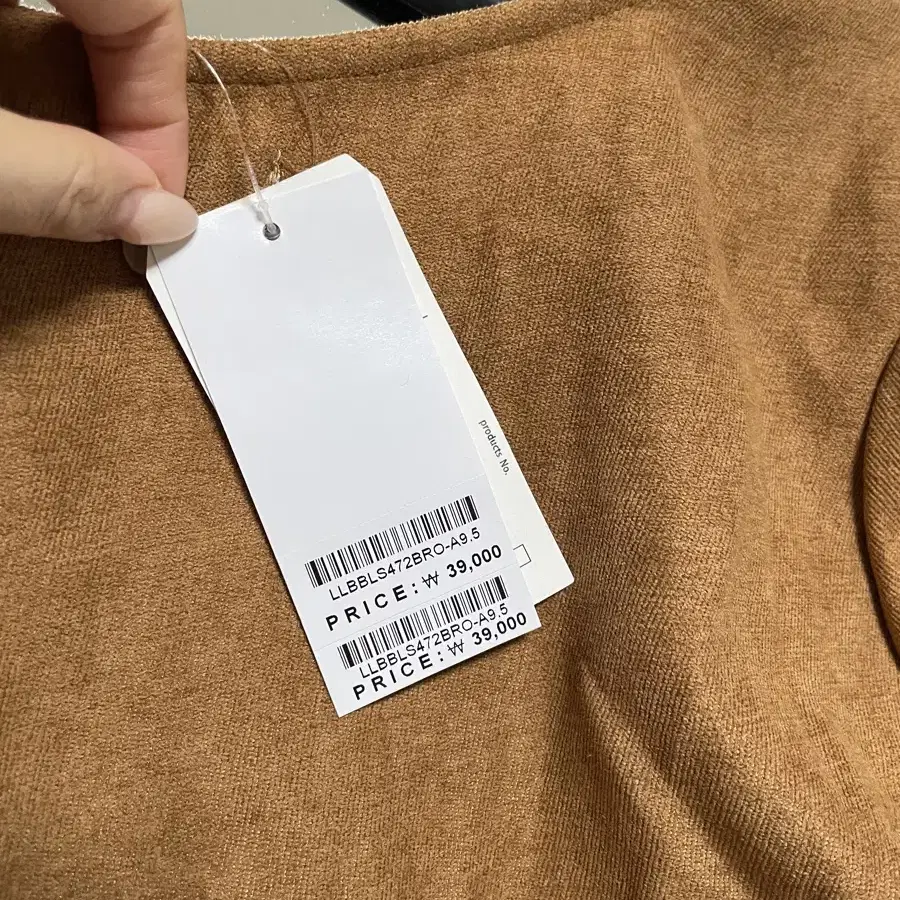 products No.
LLBBLS472BRO-A9.5
PRICE:₩ 39,000
LLBBLS472BRO-A9.5
PRICE:₩ 39,000